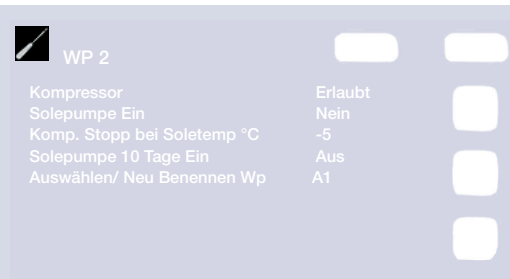 WP 2
Kompressor Erlaubt
Solepumpe Ein Nein
Komp. Stopp bei Soletemp °C -5
Solepumpe 10 Tage Ein Aus
Auswählen/ Neu Benennen Wp A1